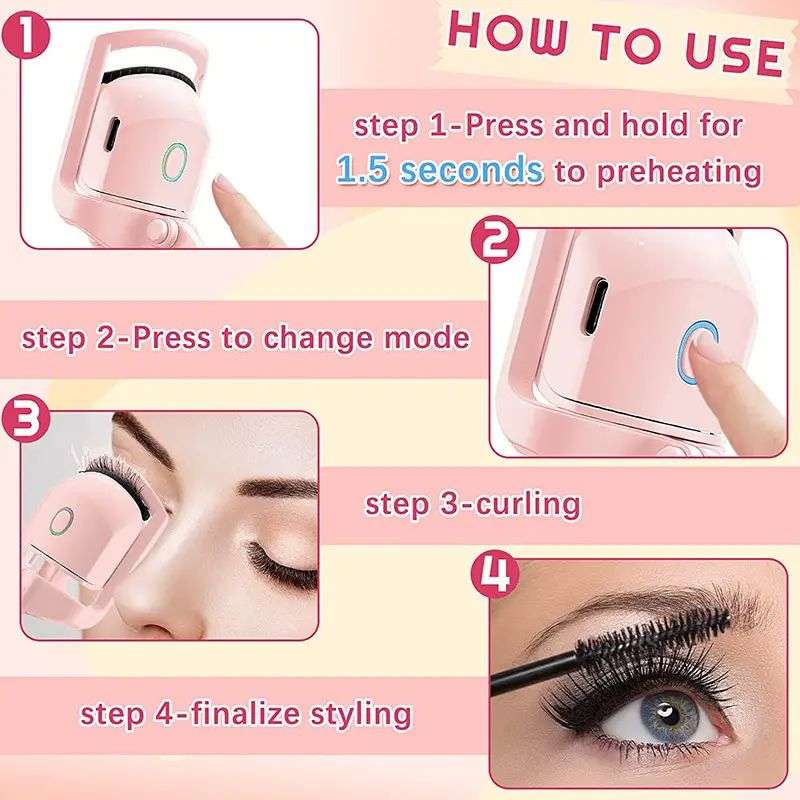 HOW TO USE
1
step 1-Press and hold for
1.5 seconds to preheating
2
step 2-Press to change mode
3
step 3-curling
4
step 4-finalize styling